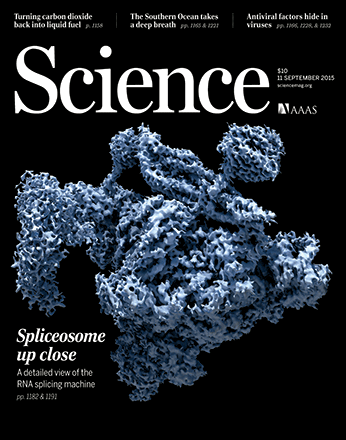 Turning carbon dioxide
back into liquid fuel p. 1158
The Southern Ocean takes
a deep breath pp. 1165 & 1221
Antiviral factors hide in
viruses pp. 1166, 1228, & 1232
Science
$10
11 SEPTEMBER 2015
sciencemag.org
AAAS
Spliceosome
up close
A detailed view of the
RNA splicing machine
pp. 1182 & 1191